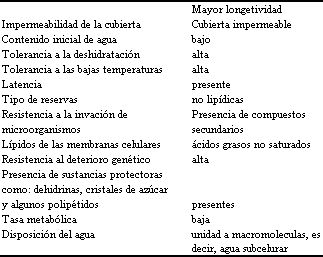 Mayor longetividad
Impermeabilidad de la cubierta Cubierta impermeable
Contenido inicial de agua bajo
Tolerancia a la deshidratación alta
Tolerancia a las bajas temperaturas alta
Latencia presente
Tipo de reservas no lipídicas
Resistencia a la invación de Presencia de compuestos
microorganismos secundarios
Lípidos de las membranas celulares ácidos grasos no saturados
Resistencia al deterioro genético alta
Presencia de sustancias protectoras
como: dehidrinas, cristales de azúcar
y algunos polipétidos presentes
Tasa metabólica baja
Disposición del agua unidad a macromoleculas, es
decir, agua subcelurar